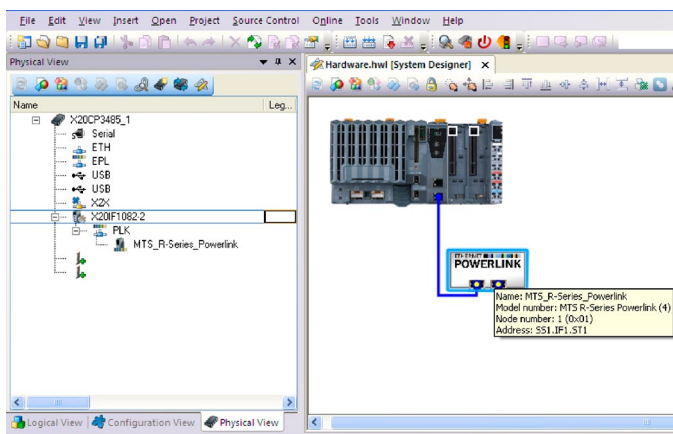 File Edit View Insert Open Project Source Control Online Tools Window Help
Physical View
Hardware.hwl [System Designer]
Name Leg...
X20CP3485_1
Serial
ETH
EPL
USB
USB
X2X
X20IF1082-2
PLK
MTS_R-Series_Powerlink
ETHERNET
POWERLINK
Name: MTS_R-Series_Powerlink
Model number: MTS R-Series Powerlink (4)
Node number: 1 (0x01)
Address: SS1.IF1.ST1
Logical View Configuration View Physical View